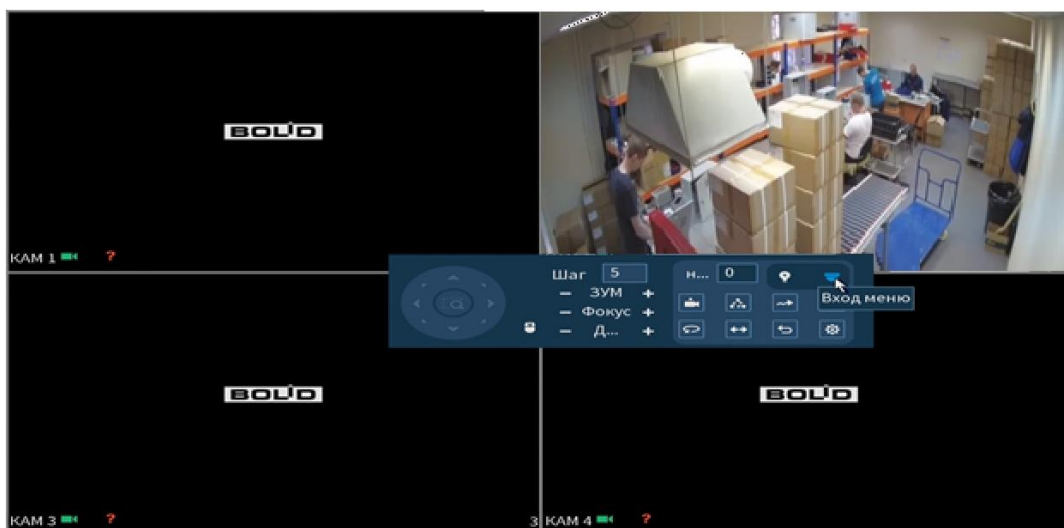 BOLID
КАМ 1 ?
Шаг 5
н... 0
− ЗУМ +
− Фокус +
− Д... +
Вход меню
BOLID
BOLID
КАМ 3 ?
3
КАМ 4 ?